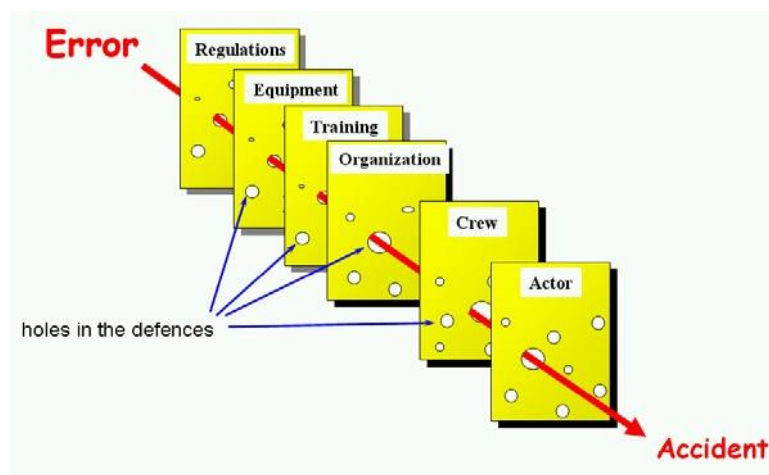 Error
Regulations
Equipment
Training
Organization
Crew
Actor
holes in the defences
Accident